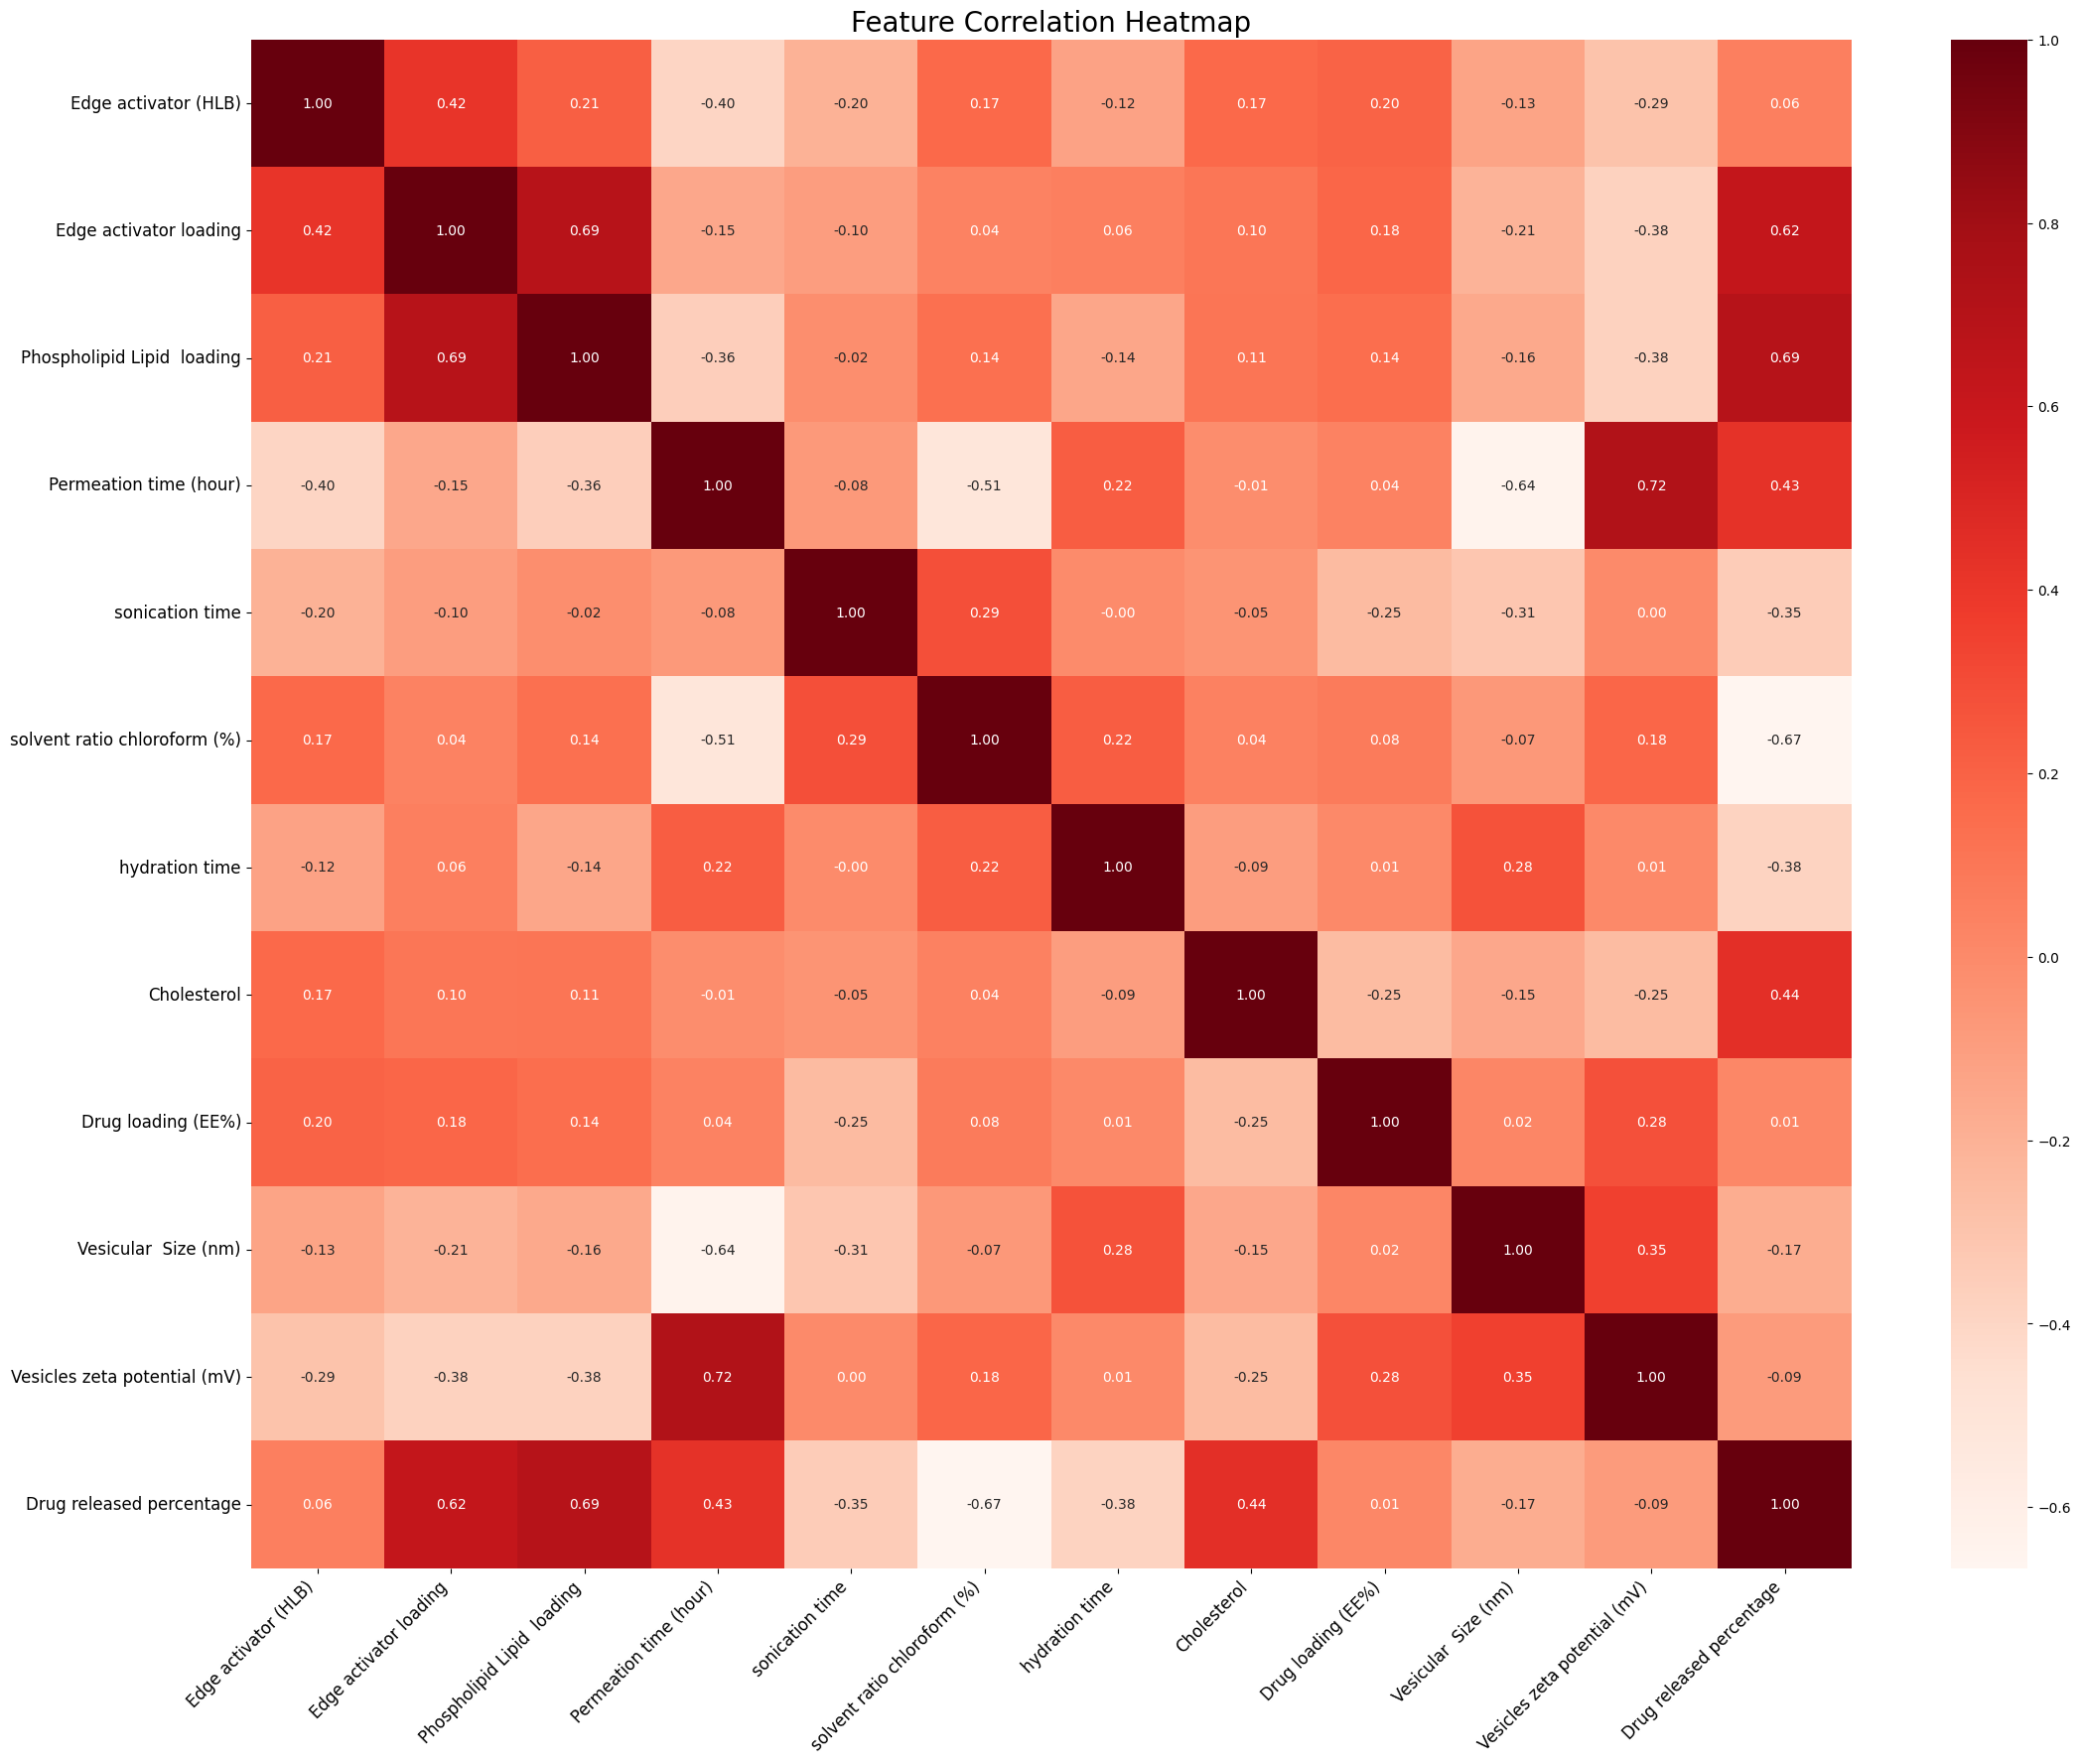 Feature Correlation Heatmap
Edge activator (HLB) 1.00 0.42 0.21 -0.40 -0.20 0.17 -0.12 0.17 0.20 -0.13 -0.29 0.06
Edge activator loading 0.42 1.00 0.69 -0.15 -0.10 0.04 0.06 0.10 0.18 -0.21 -0.38 0.62
Phospholipid Lipid  loading 0.21 0.69 1.00 -0.36 -0.02 0.14 -0.14 0.11 0.14 -0.16 -0.38 0.69
Permeation time (hour) -0.40 -0.15 -0.36 1.00 -0.08 -0.51 0.22 -0.01 0.04 -0.64 0.72 0.43
sonication time -0.20 -0.10 -0.02 -0.08 1.00 0.29 -0.00 -0.05 -0.25 -0.31 0.00 -0.35
solvent ratio chloroform (%) 0.17 0.04 0.14 -0.51 0.29 1.00 0.22 0.04 0.08 -0.07 0.18 -0.67
hydration time -0.12 0.06 -0.14 0.22 -0.00 0.22 1.00 -0.09 0.01 0.28 0.01 -0.38
Cholesterol 0.17 0.10 0.11 -0.01 -0.05 0.04 -0.09 1.00 -0.25 -0.15 -0.25 0.44
Drug loading (EE%) 0.20 0.18 0.14 0.04 -0.25 0.08 0.01 -0.25 1.00 0.02 0.28 0.01
Vesicular  Size (nm) -0.13 -0.21 -0.16 -0.64 -0.31 -0.07 0.28 -0.15 0.02 1.00 0.35 -0.17
Vesicles zeta potential (mV) -0.29 -0.38 -0.38 0.72 0.00 0.18 0.01 -0.25 0.28 0.35 1.00 -0.09
Drug released percentage 0.06 0.62 0.69 0.43 -0.35 -0.67 -0.38 0.44 0.01 -0.17 -0.09 1.00
Edge activator (HLB)
Edge activator loading
Phospholipid Lipid  loading
Permeation time (hour)
sonication time
solvent ratio chloroform (%)
hydration time
Cholesterol
Drug loading (EE%)
Vesicular  Size (nm)
Vesicles zeta potential (mV)
Drug released percentage
1.0
0.8
0.6
0.4
0.2
0.0
−0.2
−0.4
−0.6